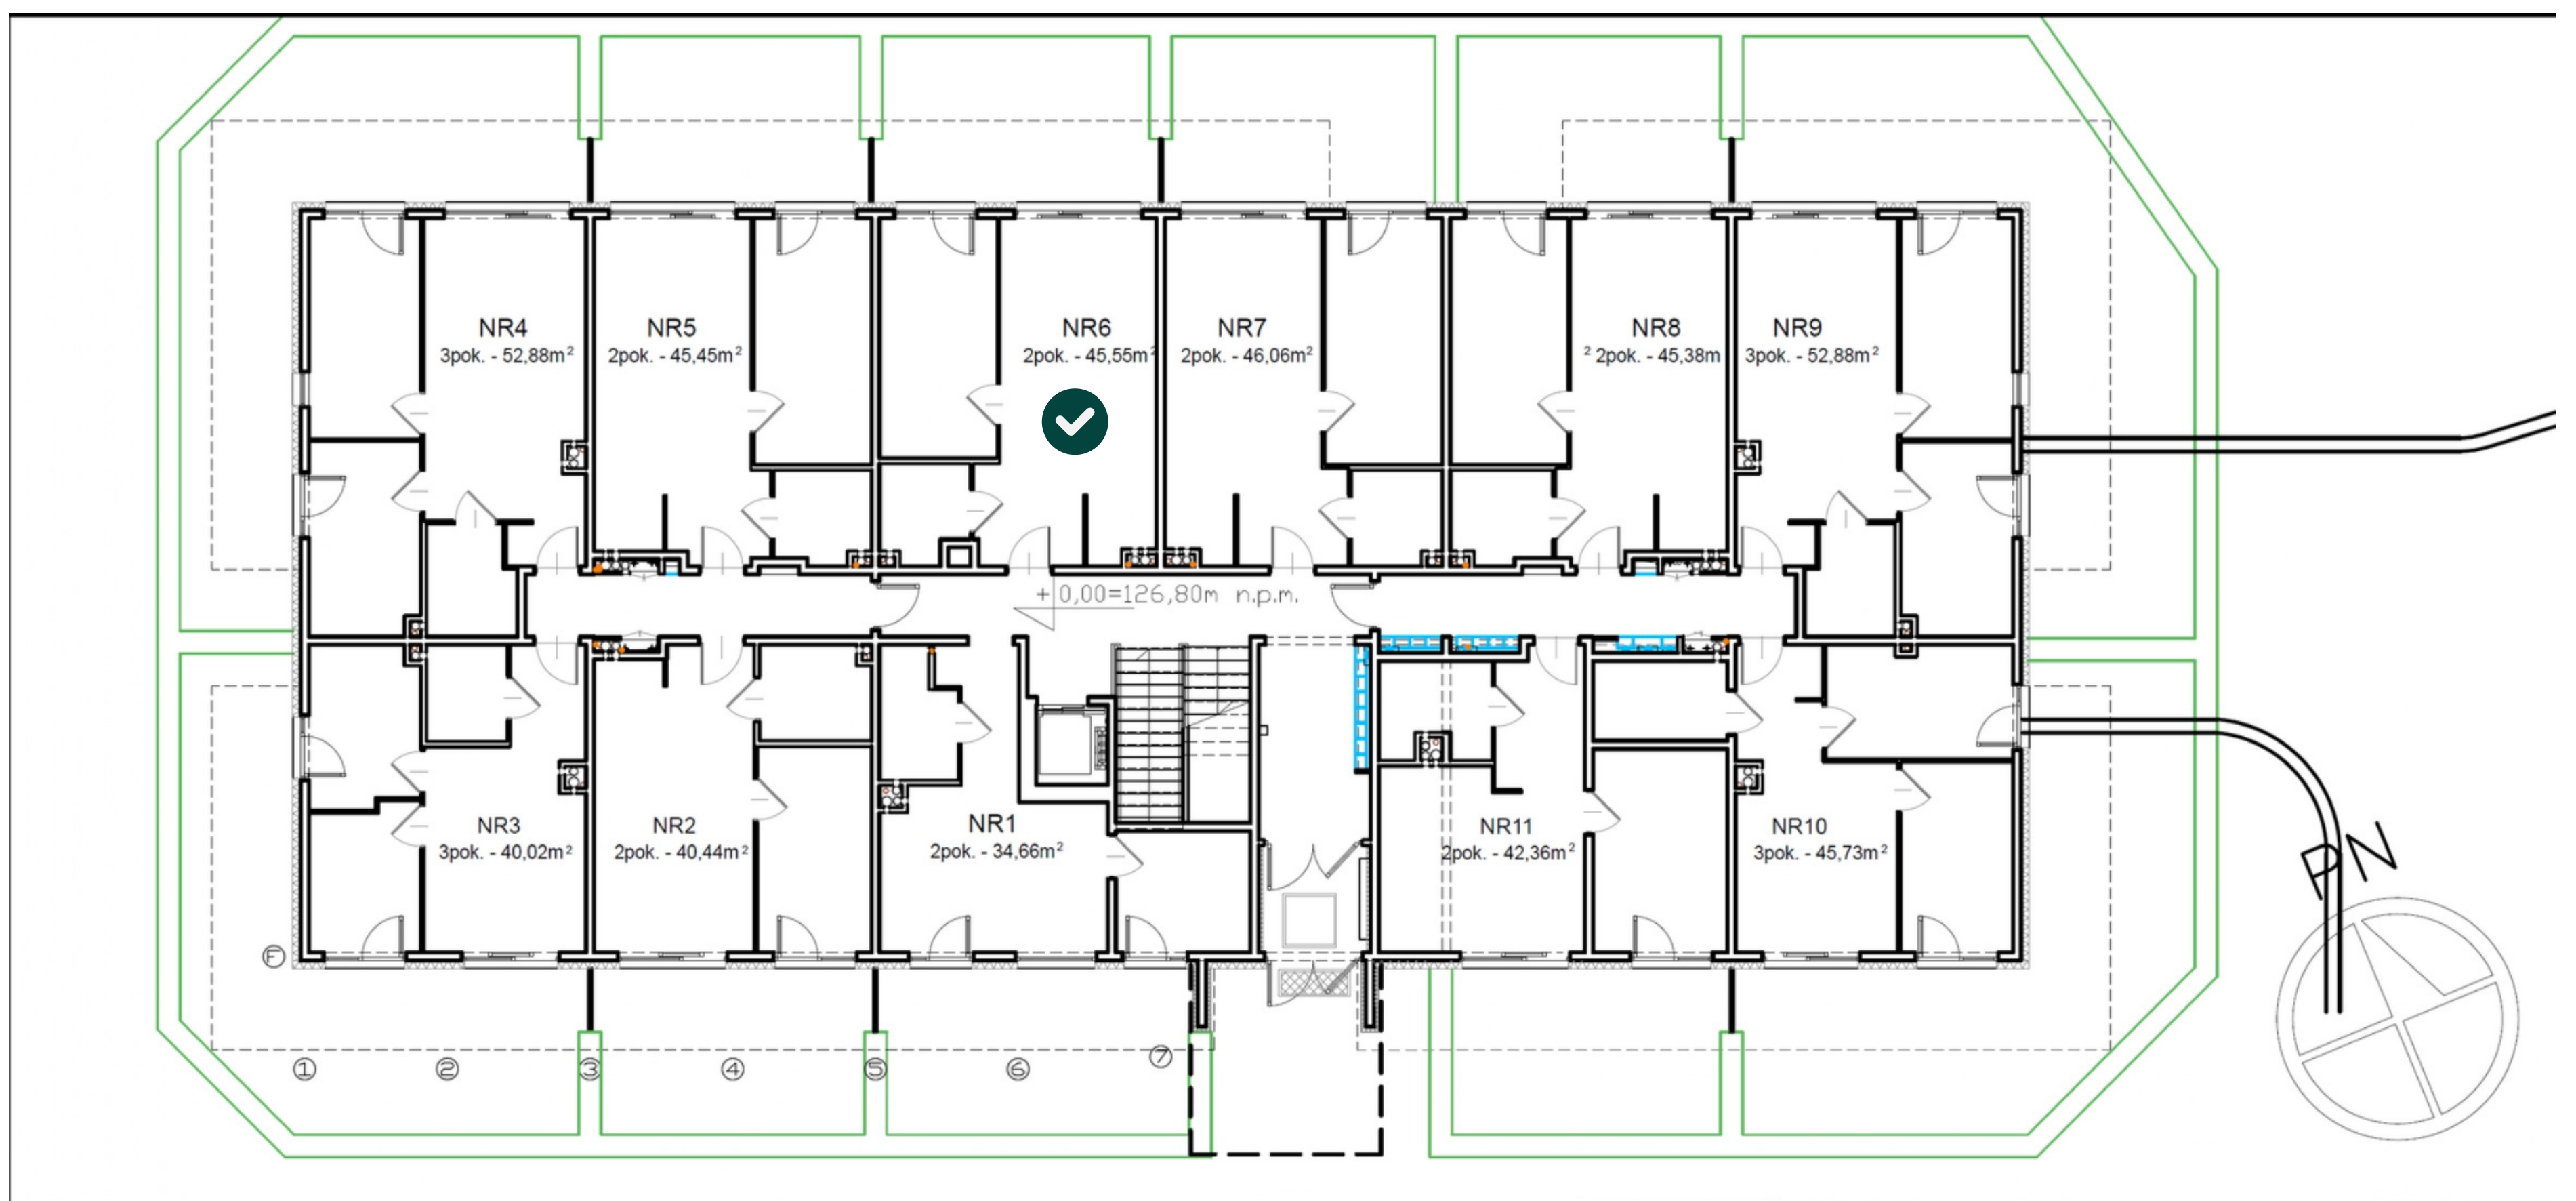 NR4
3pok. - 52,88m²
NR5
2pok. - 45,45m²
NR6
2pok. - 45,55m²
NR7
2pok. - 46,06m²
NR8
² 2pok. - 45,38m
NR9
3pok. - 52,88m²
+ 0,00=126,80m n.p.m.
NR3
3pok. - 40,02m²
NR2
2pok. - 40,44m²
NR1
2pok. - 34,66m²
NR11
2pok. - 42,36m²
NR10
3pok. - 45,73m²
PN
F
1 2 3 4 5 6 7